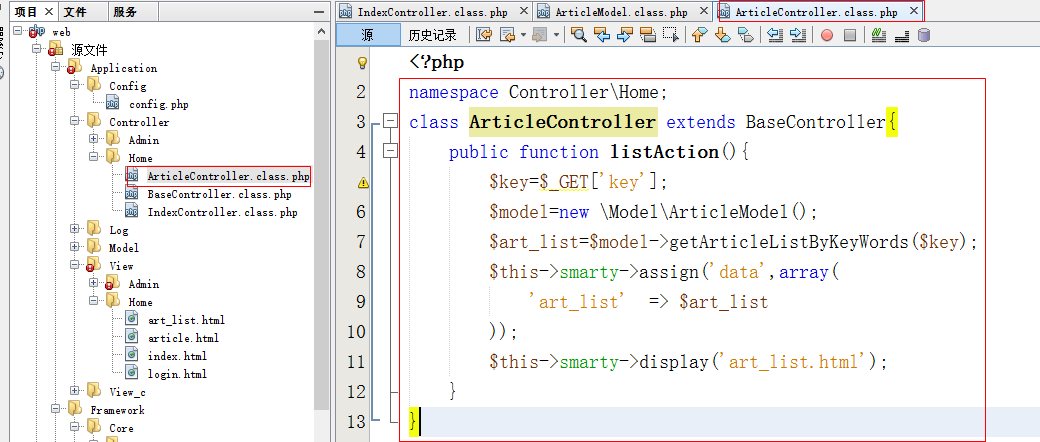 项目 文件 服务
web
源文件
Application
Config
config.php
Controller
Admin
Home
ArticleController.class.php
BaseController.class.php
IndexController.class.php
Log
Model
View
Admin
Home
art_list.html
article.html
index.html
login.html
View_c
Framework
Core
IndexController.class.php ArticleModel.class.php ArticleController.class.php
源 历史记录
<?php
2 namespace Controller\Home;
3 class ArticleController extends BaseController{
4 public function listAction(){
$key=$_GET['key'];
6 $model=new \Model\ArticleModel();
7 $art_list=$model->getArticleListByKeyWords($key);
8 $this->smarty->assign('data',array(
9 'art_list' => $art_list
10 ));
11 $this->smarty->display('art_list.html');
12 }
13 }